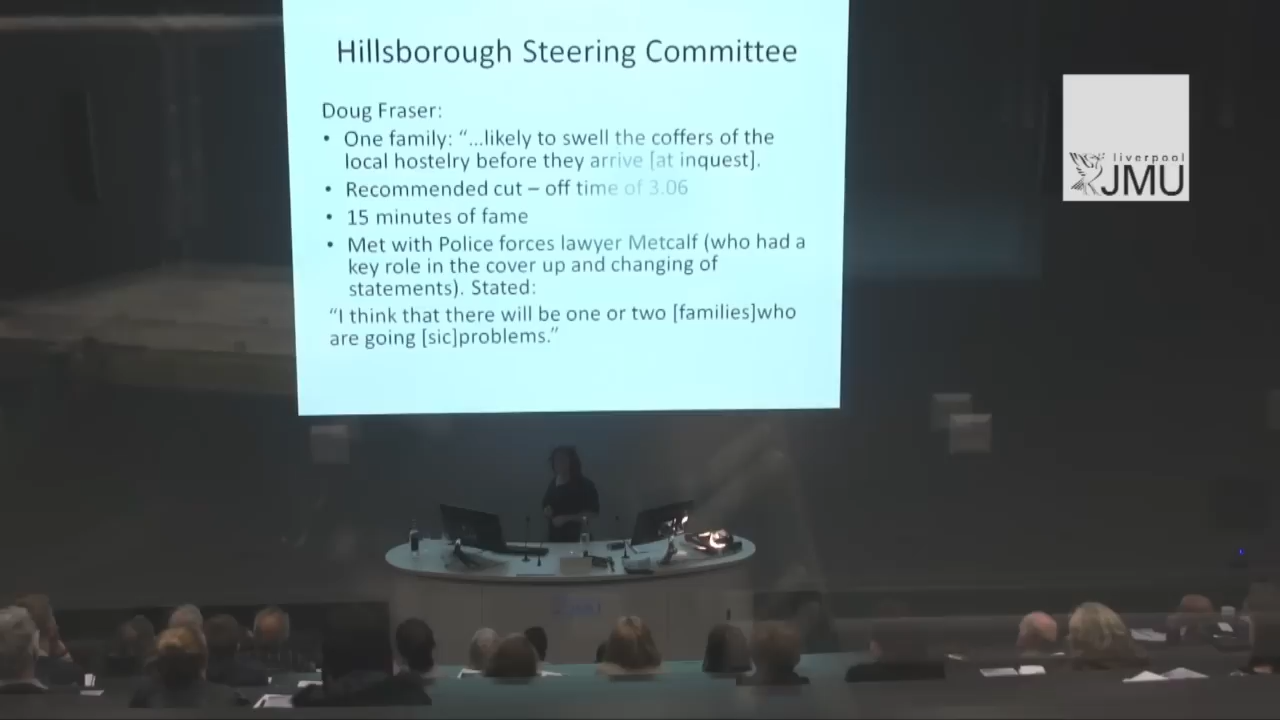 Hillsborough Steering Committee
Doug Fraser:
• One family: “...likely to swell the coffers of the
local hostelry before they arrive [at inquest].
• Recommended cut – off time of 3.06
• 15 minutes of fame
• Met with Police forces lawyer Metcalf (who had a
key role in the cover up and changing of
statements). Stated:
“I think that there will be one or two [families]who
are going [sic]problems.”
liverpool
JMU